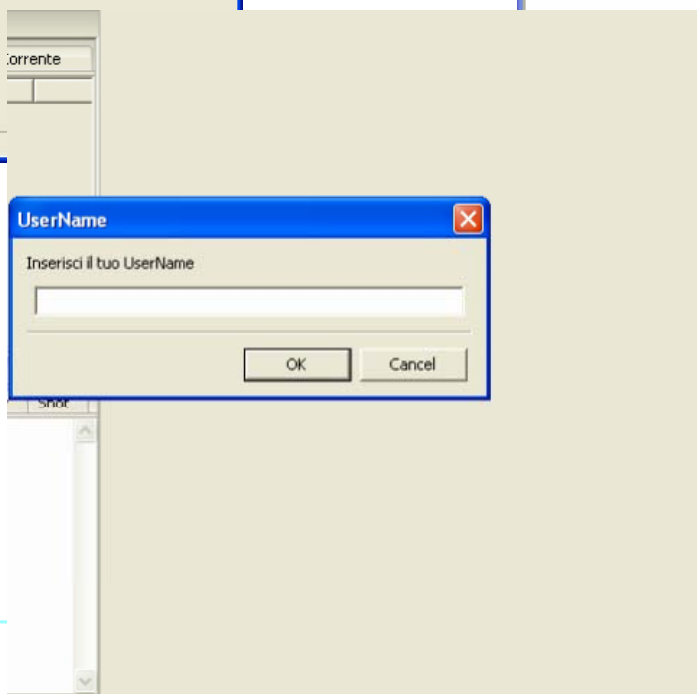 orrente
UserName
Inserisci il tuo UserName
OK
Cancel
Shot